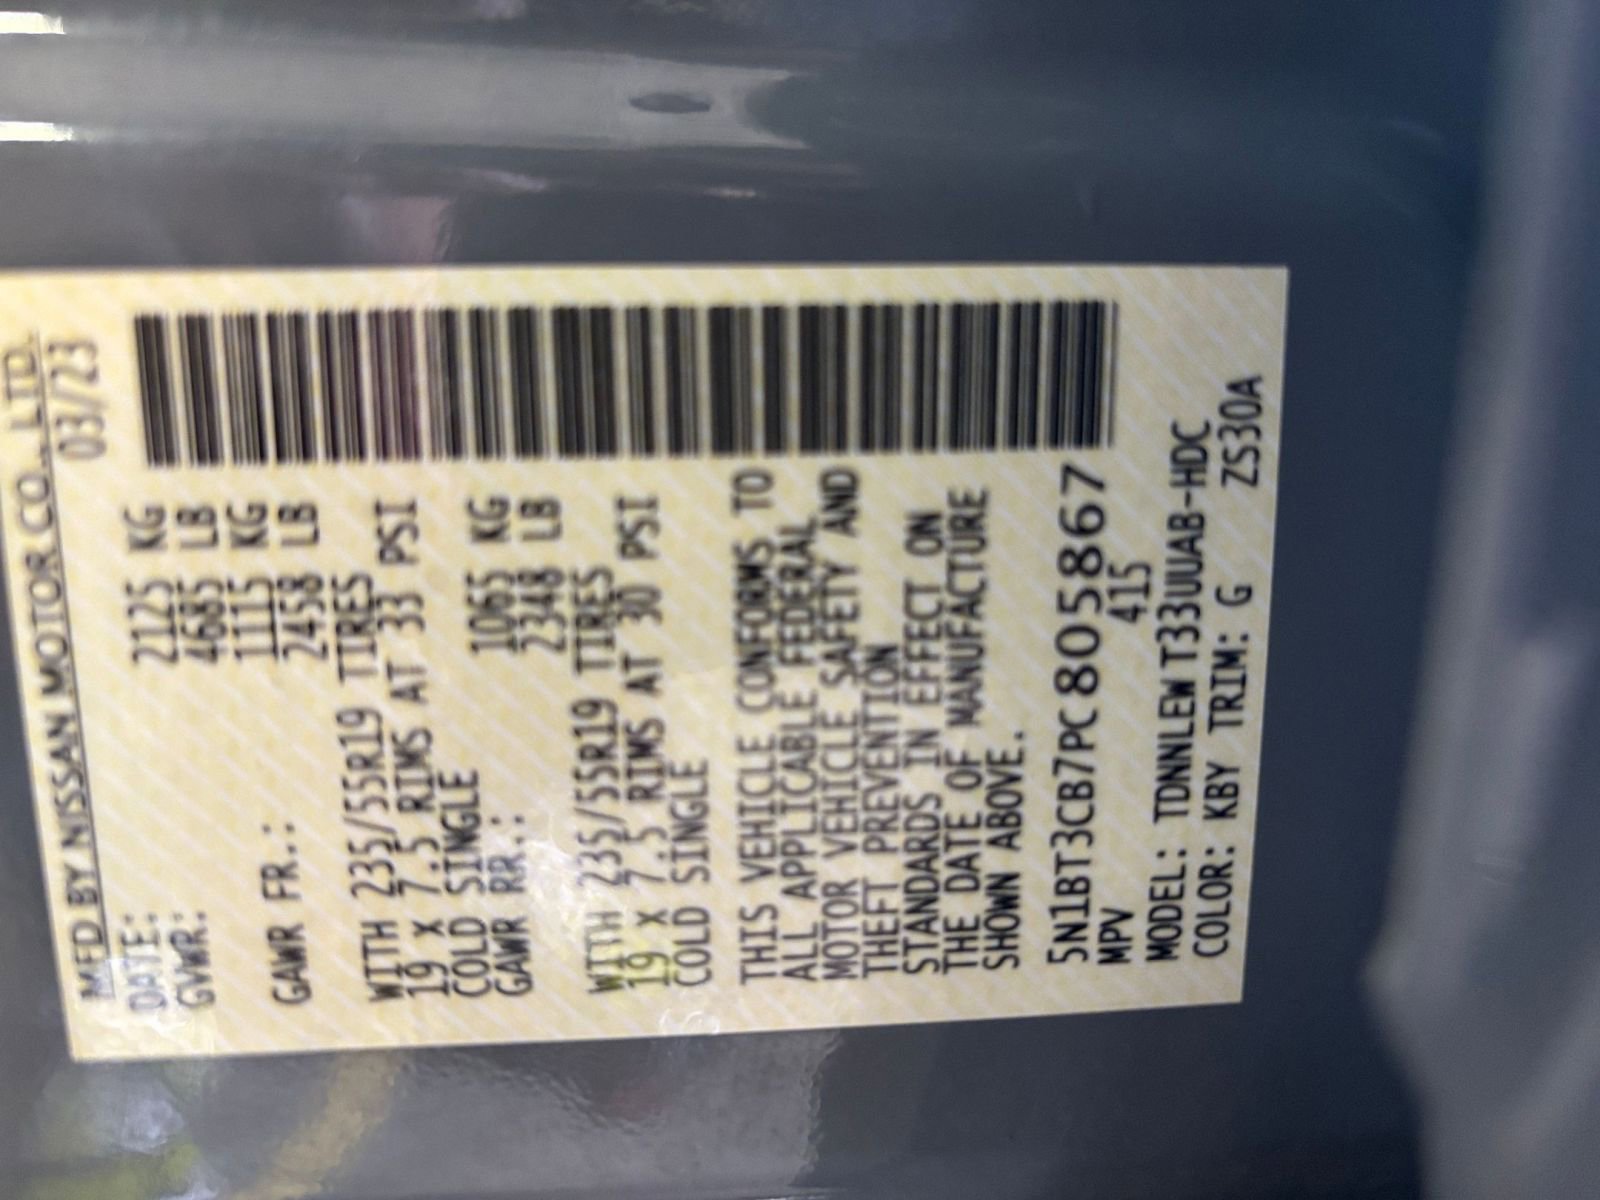 MFD BY NISSAN MOTOR CO., LTD.
DATE: 03/23
GVWR: 2125 KG
4685 LB
GAWR FR.: 1115 KG
2458 LB
WITH 235/55R19 TIRES
19 X 7.5 RIMS AT 33 PSI
COLD SINGLE
GAWR RR.: 1065 KG
2348 LB
WITH 235/55R19 TIRES
19 X 7.5 RIMS AT 30 PSI
COLD SINGLE
THIS VEHICLE CONFORMS TO
ALL APPLICABLE FEDERAL
MOTOR VEHICLE SAFETY AND
THEFT PREVENTION
STANDARDS IN EFFECT ON
THE DATE OF MANUFACTURE
SHOWN ABOVE.
5N1BT3CB7PC805867
MPV 415
MODEL: TDNNLEW T33UUAB-HDC
COLOR: KBY TRIM: G ZS30A